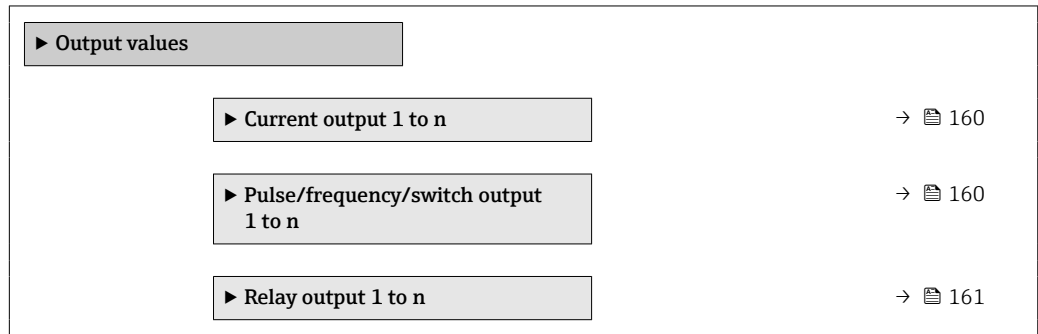 ► Output values
► Current output 1 to n → 160
► Pulse/frequency/switch output → 160
1 to n
► Relay output 1 to n → 161